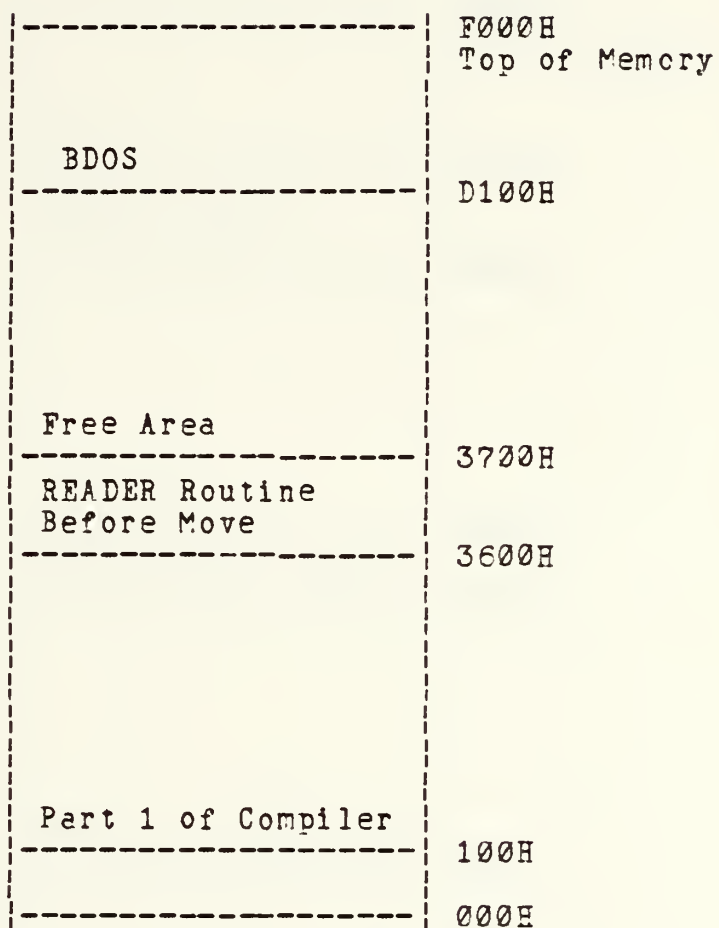 F000H
Top of Memory
BDOS
D100H
Free Area
3700H
READER Routine
Before Move
3600H
Part 1 of Compiler
100H
000H